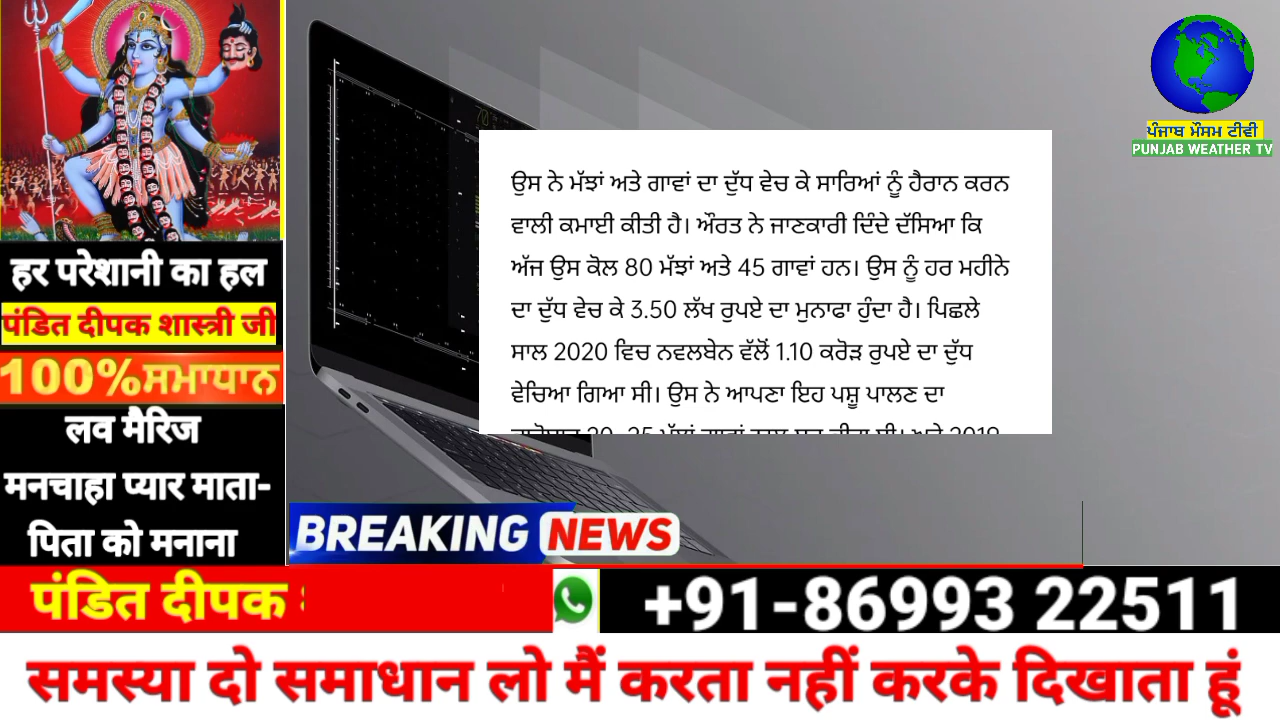 ਪੰਜਾਬ ਮੌਸਮ ਟੀਵੀ
PUNJAB WEATHER TV
ਉਸ ਨੇ ਮੱਝਾਂ ਅਤੇ ਗਾਵਾਂ ਦਾ ਦੁੱਧ ਵੇਚ ਕੇ ਸਾਰਿਆਂ ਨੂੰ ਹੈਰਾਨ ਕਰਨ
ਵਾਲੀ ਕਮਾਈ ਕੀਤੀ ਹੈ। ਔਰਤ ਨੇ ਜਾਣਕਾਰੀ ਦਿੰਦੇ ਦੱਸਿਆ ਕਿ
ਅੱਜ ਉਸ ਕੋਲ 80 ਮੱਝਾਂ ਅਤੇ 45 ਗਾਵਾਂ ਹਨ। ਉਸ ਨੂੰ ਹਰ ਮਹੀਨੇ
ਦਾ ਦੁੱਧ ਵੇਚ ਕੇ 3.50 ਲੱਖ ਰੁਪਏ ਦਾ ਮੁਨਾਫਾ ਹੁੰਦਾ ਹੈ। ਪਿਛਲੇ
ਸਾਲ 2020 ਵਿਚ ਨਵਲਬੇਨ ਵੱਲੋਂ 1.10 ਕਰੋੜ ਰੁਪਏ ਦਾ ਦੁੱਧ
ਵੇਚਿਆ ਗਿਆ ਸੀ। ਉਸ ਨੇ ਆਪਣਾ ਇਹ ਪਸ਼ੂ ਪਾਲਣ ਦਾ
हर परेशानी का हल
पंडित दीपक शास्त्री जी
100%समाधान
लव मैरिज
मनचाहा प्यार माता-
पिता को मनाना
BREAKING NEWS
पंडित दीपक
+91-86993 22511
समस्या दो समाधान लो मैं करता नहीं करके दिखाता हूं